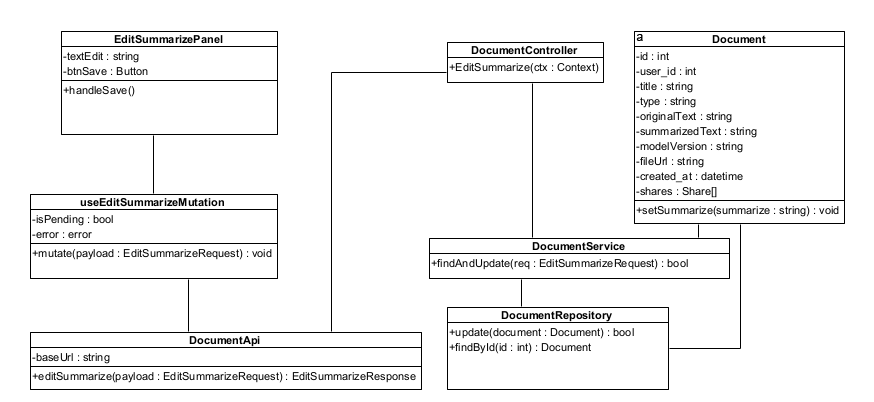 EditSummarizePanel
-textEdit : string
-btnSave : Button
+handleSave()
useEditSummarizeMutation
-isPending : bool
-error : error
+mutate(payload : EditSummarizeRequest) : void
DocumentApi
-baseUrl : string
+editSummarize(payload : EditSummarizeRequest) : EditSummarizeResponse
DocumentController
+EditSummarize(ctx : Context)
DocumentService
+findAndUpdate(req : EditSummarizeRequest) : bool
DocumentRepository
+update(document : Document) : bool
+findById(id : int) : Document
a
Document
-id : int
-user_id : int
-title : string
-type : string
-originalText : string
-summarizedText : string
-modelVersion : string
-fileUrl : string
-created_at : datetime
-shares : Share[]
+setSummarize(summarize : string) : void